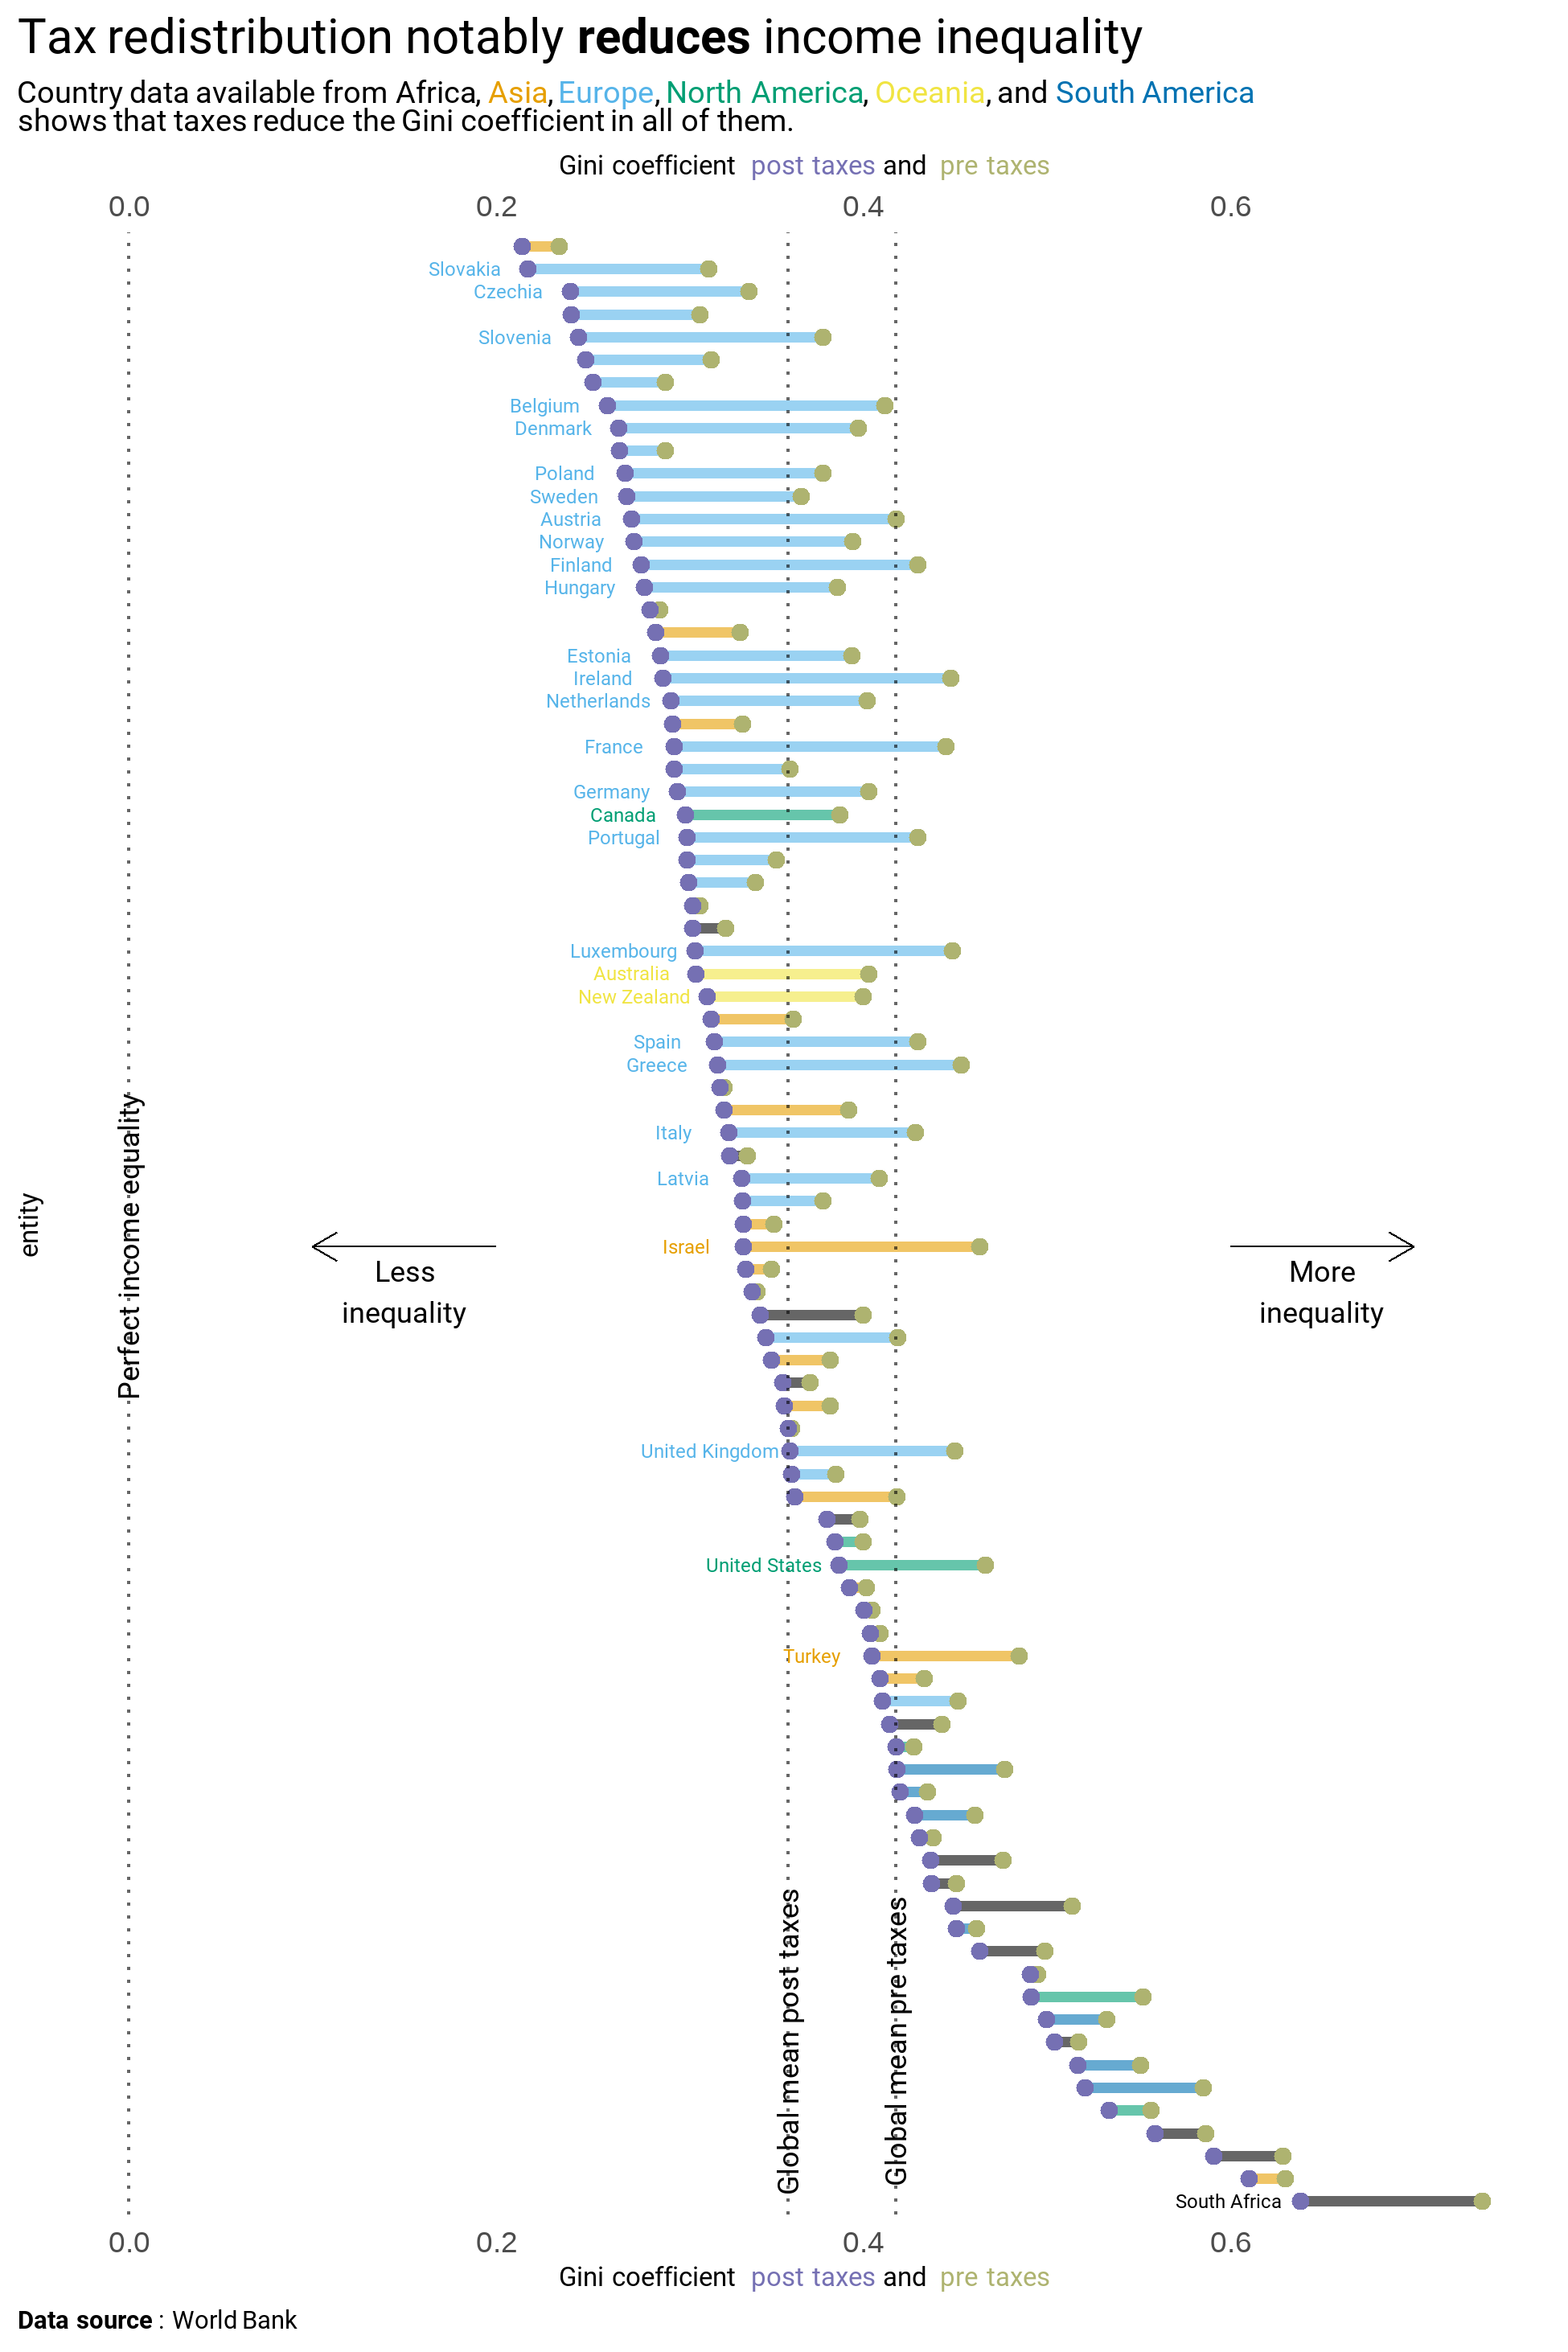 Tax redistribution notably reduces income inequality
Country data available from Africa, Asia, Europe, North America, Oceania, and South America
shows that taxes reduce the Gini coefficient in all of them.
Gini coefficient post taxes and pre taxes
0.0 0.2 0.4 0.6
Slovakia
Czechia
Slovenia
Belgium
Denmark
Poland
Sweden
Austria
Norway
Finland
Hungary
Estonia
Ireland
Netherlands
France
Germany
Canada
Portugal
Luxembourg
Australia
New Zealand
Spain
Greece
Italy
Latvia
Israel
entity
Perfect income equality
Less
inequality
More
inequality
United Kingdom
United States
Turkey
Global mean post taxes
Global mean pre taxes
South Africa
0.0 0.2 0.4 0.6
Gini coefficient post taxes and pre taxes
Data source : World Bank